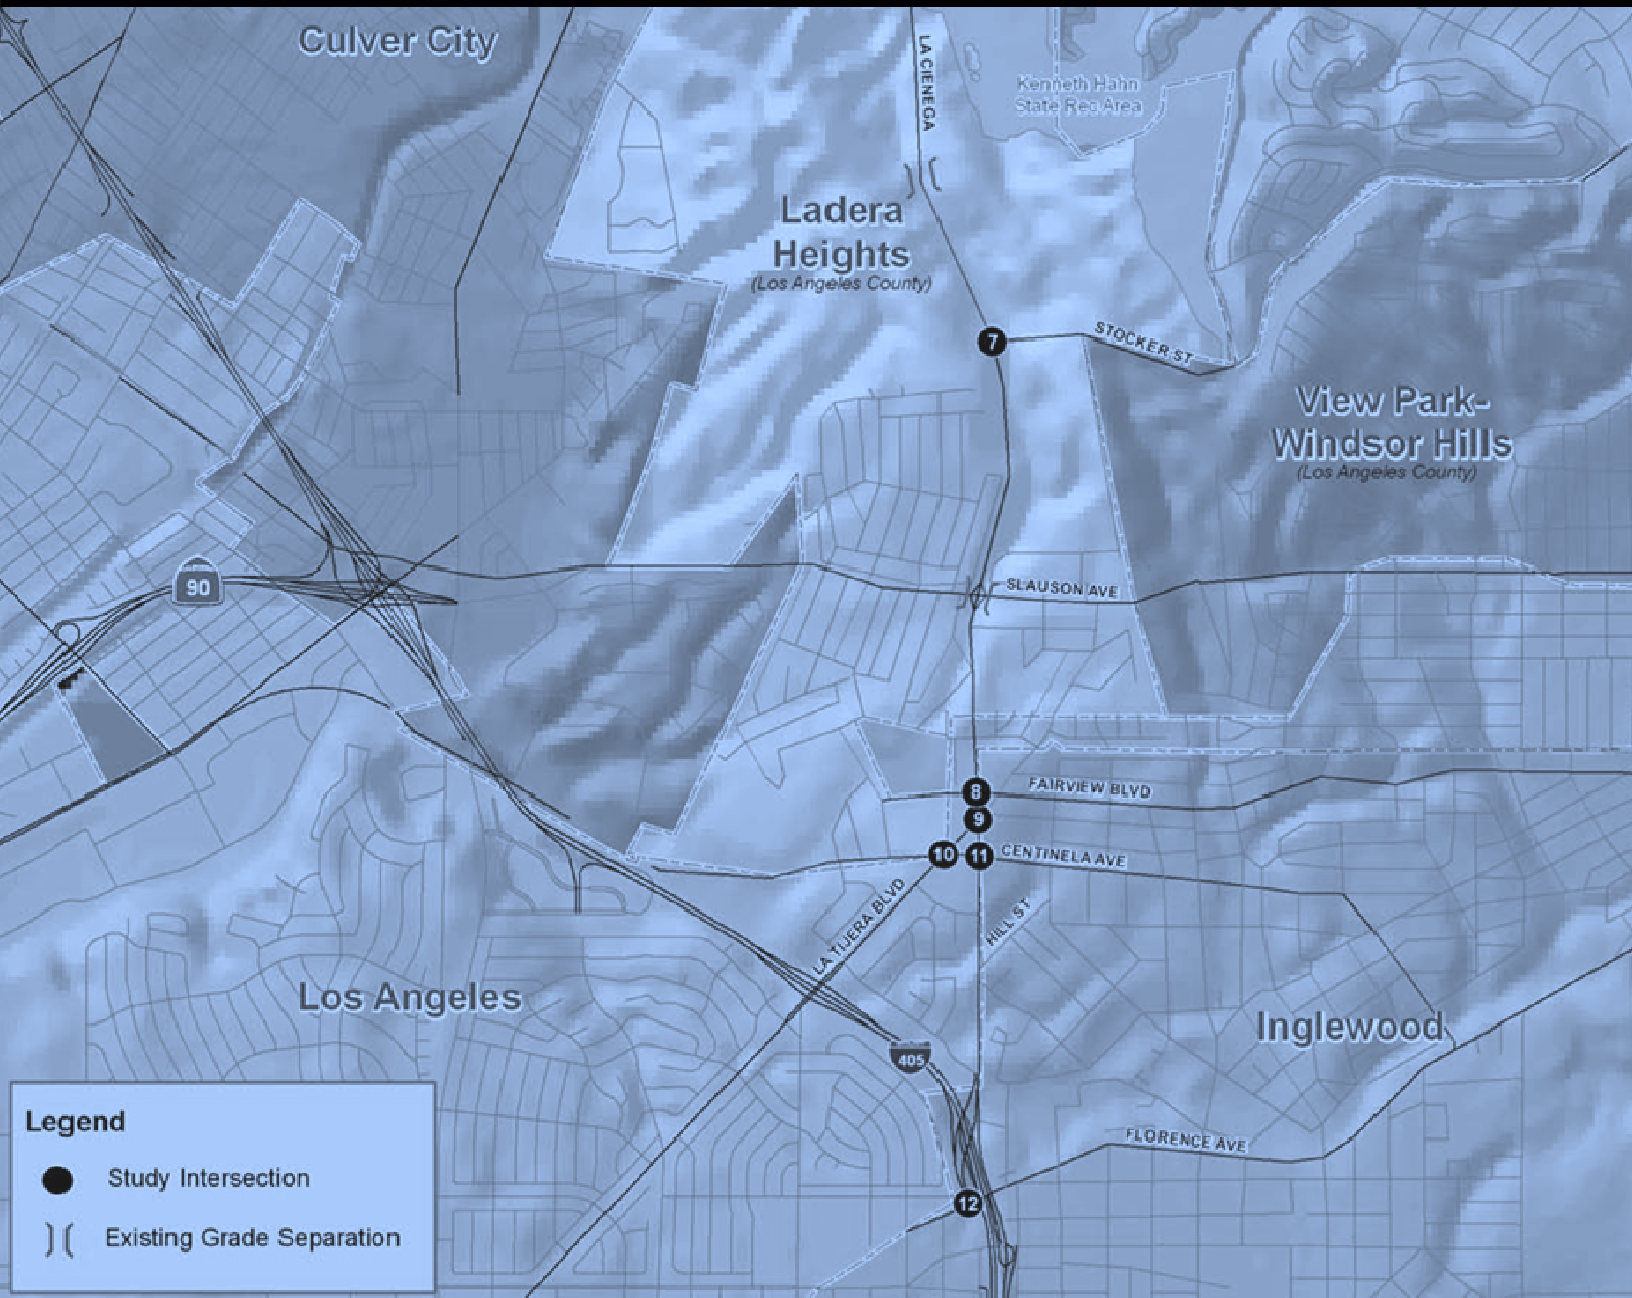 Culver City
LA CIENEGA
Kenneth Hahn
State Rec Area
Ladera
Heights
(Los Angeles County)
7
STOCKER ST
View Park-
Windsor Hills
(Los Angeles County)
90
SLAUSON AVE
8
FAIRVIEW BLVD
9
10
11
CENTINELA AVE
LA TIJERA BLVD
HILL ST
Los Angeles
Inglewood
405
FLORENCE AVE
12
Legend
Study Intersection
Existing Grade Separation